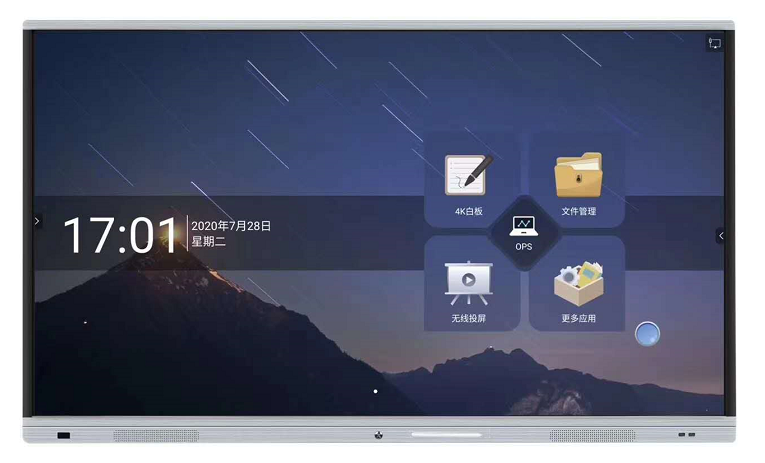 17:01
2020年7月28日
星期二
4K白板
文件管理
OPS
无线投屏
更多应用